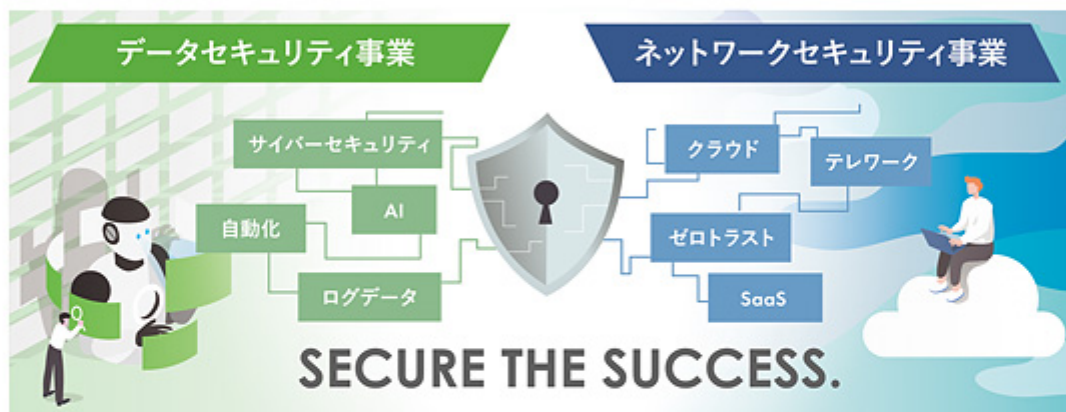 データセキュリティ事業
ネットワークセキュリティ事業
サイバーセキュリティ
AI
自動化
ログデータ
クラウド
テレワーク
ゼロトラスト
SaaS
SECURE THE SUCCESS.